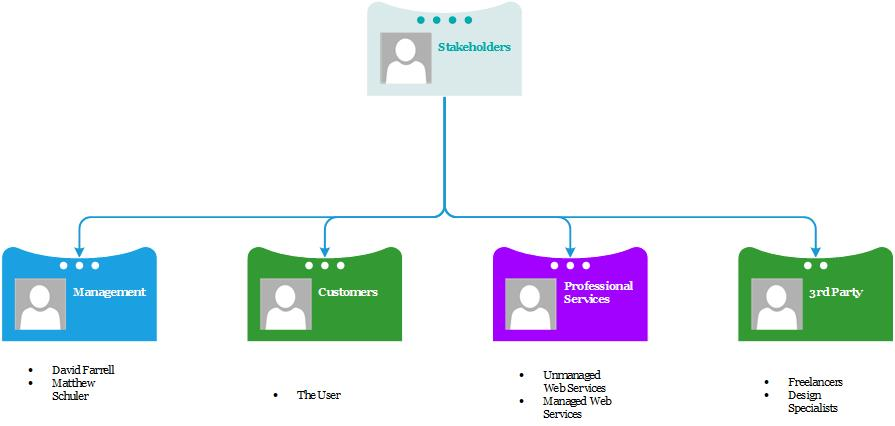 Stakeholders
Management
Customers
Professional
Services
3rd Party
• David Farrell
• Matthew
Schuler
• The User
• Unmanaged
Web Services
• Managed Web
Services
• Freelancers
• Design
Specialists